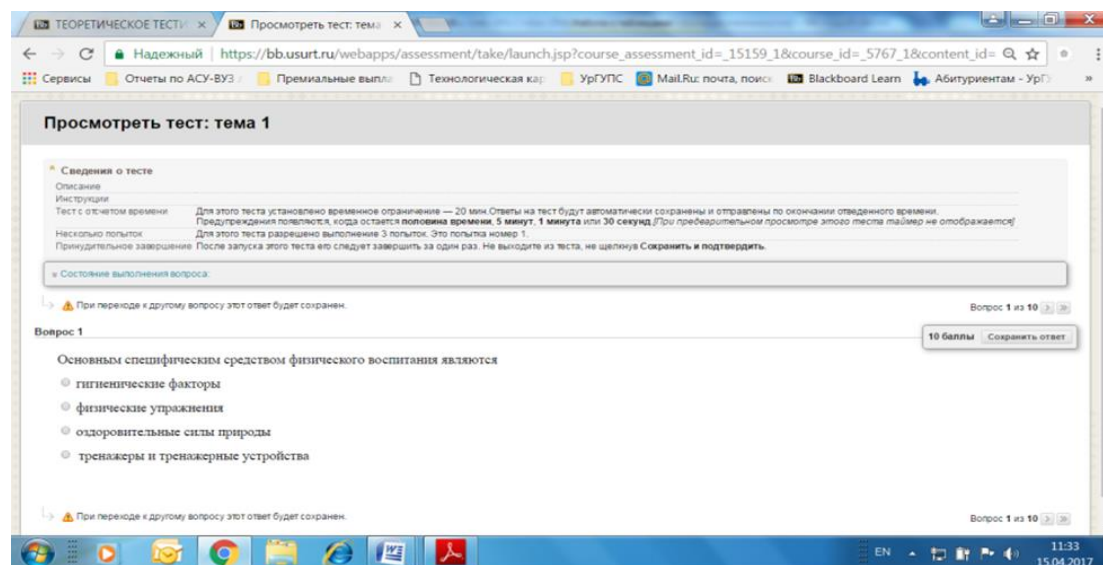 ТЕОРЕТИЧЕСКОЕ ТЕСТИ
Просмотреть тест: тема
Надежный https://bb.usurt.ru/webapps/assessment/take/launch.jsp?course_assessment_id=_15159_1&course_id=_5767_1&content_id=
Сервисы Отчеты по АСУ-ВУЗ Премиальные выпла Технологическая кар УрГУПС Mail.Ru: почта, поиск Blackboard Learn Абитуриентам - УрГ »
Просмотреть тест: тема 1
* Сведения о тесте
Описание
Инструкции
Тест с отсчетом времени Для этого теста установлено временное ограничение — 20 мин.Ответы на тест будут автоматически сохранены и отправлены по окончании отведенного времени.
Предупреждения появляются, когда остается половина времени, 5 минут, 1 минута или 30 секунд.[При предварительном просмотре этого теста таймер не отображается]
Несколько попыток Для этого теста разрешено выполнение 3 попыток. Это попытка номер 1.
Принудительное завершение После запуска этого теста его следует завершить за один раз. Не выходите из теста, не щелкнув Сохранить и подтвердить.
Состояние выполнения вопроса:
При переходе к другому вопросу этот ответ будет сохранен. Вопрос 1 из 10 > >>
Вопрос 1 10 баллы Сохранить ответ
Основным специфическим средством физического воспитания являются
гигиенические факторы
физические упражнения
оздоровительные силы природы
тренажеры и тренажерные устройства
При переходе к другому вопросу этот ответ будет сохранен. Вопрос 1 из 10 > >>
EN 11:33
15.04.2017